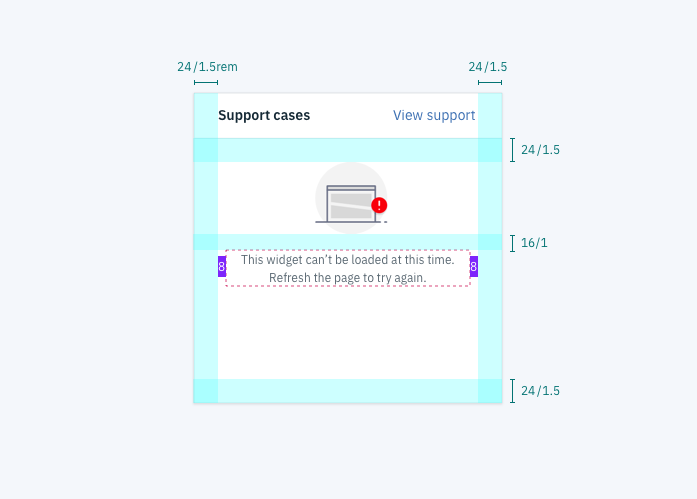 24/1.5rem 24/1.5
Support cases View support
24/1.5
16/1
This widget can't be loaded at this time.
8 8
Refresh the page to try again.
24/1.5